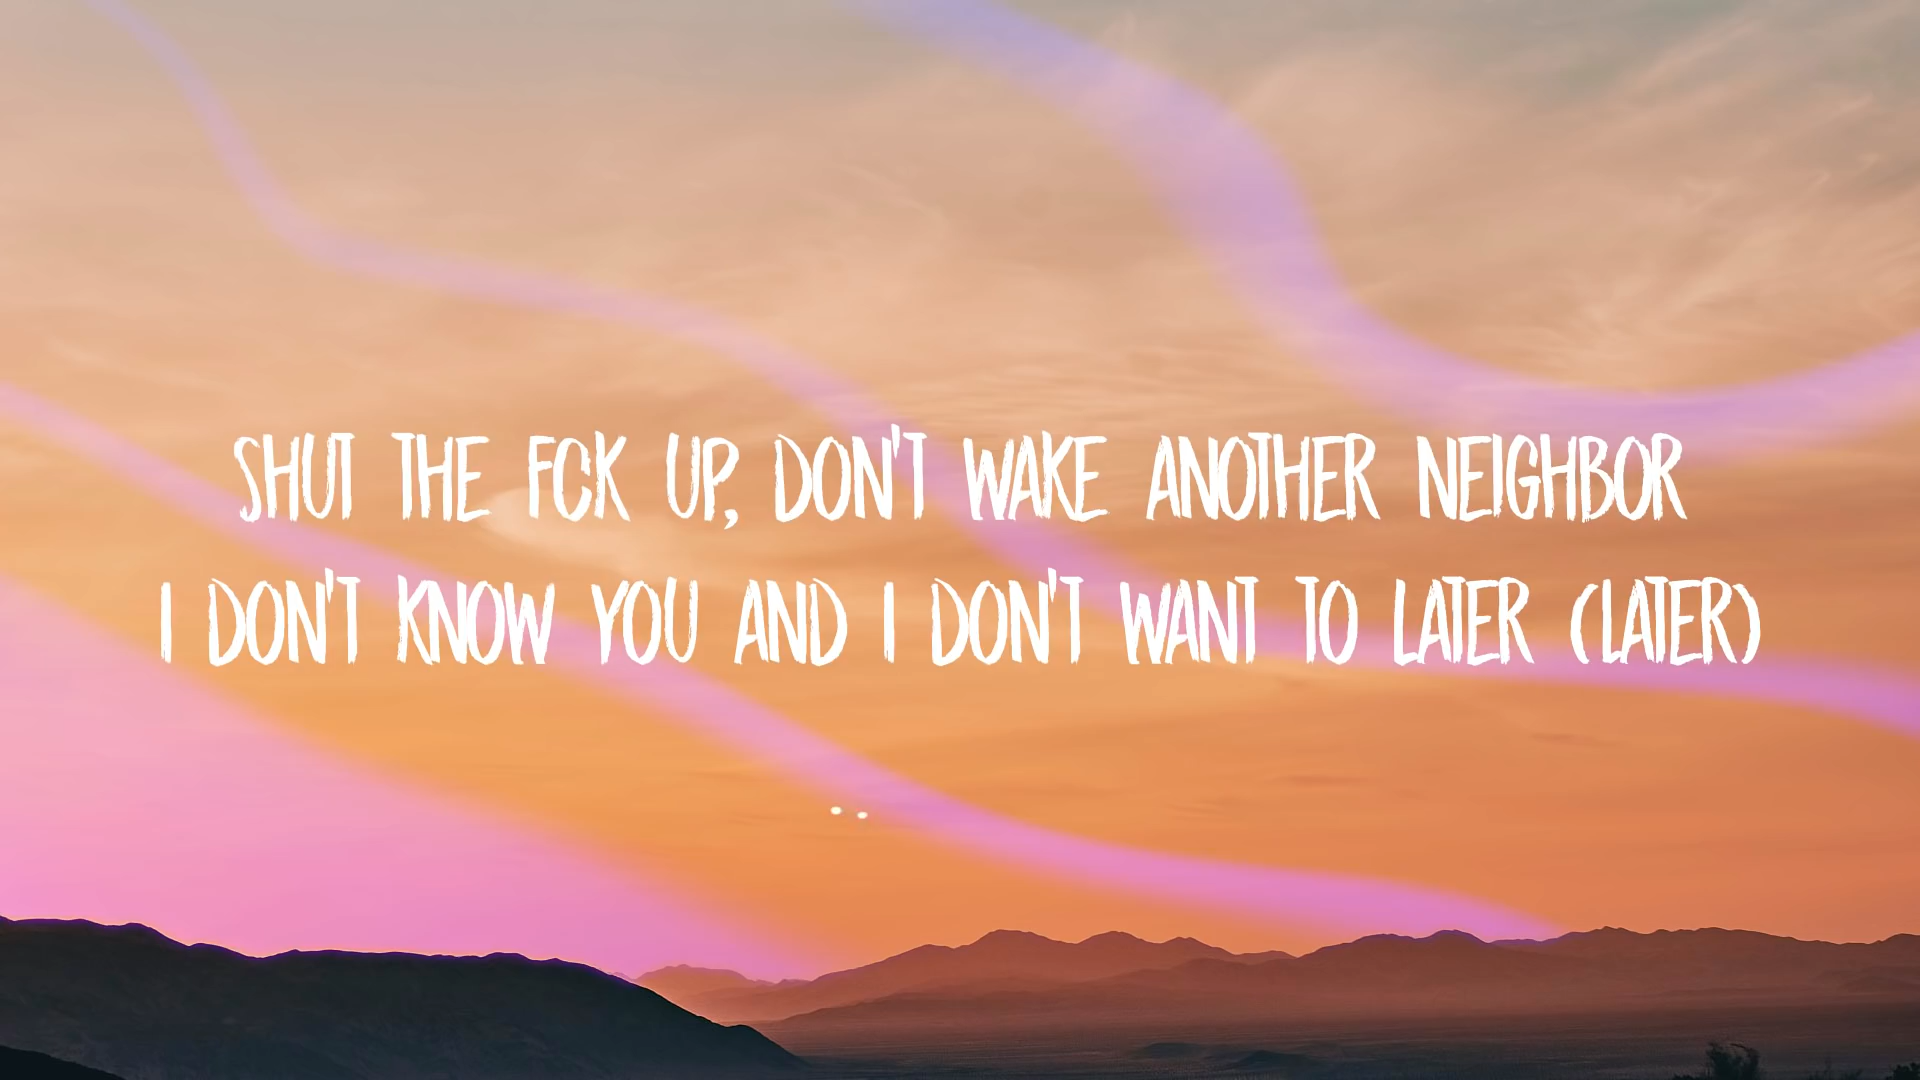 SHUT THE FCK UP, DON'T WAKE ANOTHER NEIGHBOR
I DON'T KNOW YOU AND I DON'T WANT TO LATER (LATER)